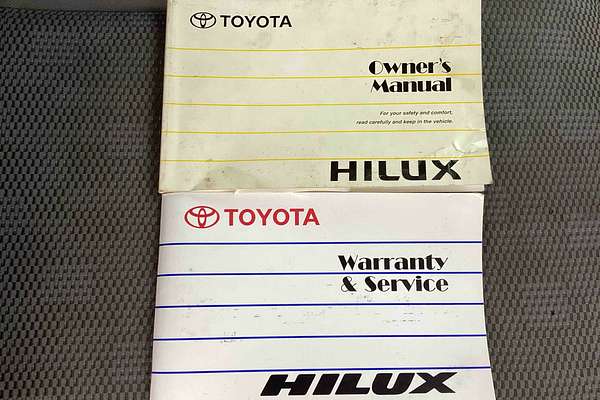 TOYOTA
Owner's
Manual
For your safety and comfort,
read carefully and keep in the vehicle.
HILUX
TOYOTA
Warranty
& Service
HILUX